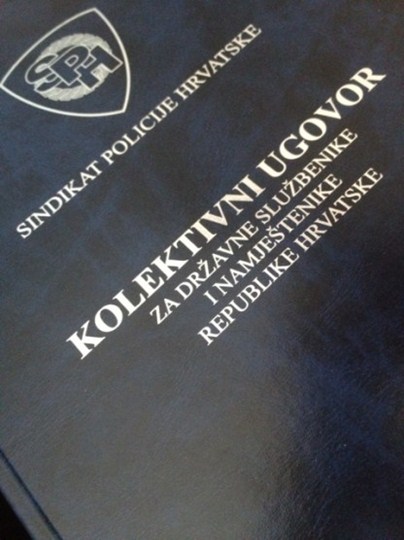 SPH
SINDIKAT POLICIJE HRVATSKE
KOLEKTIVNI UGOVOR
ZA DRŽAVNE SLUŽBENIKE
I NAMJEŠTENIKE
REPUBLIKE HRVATSKE